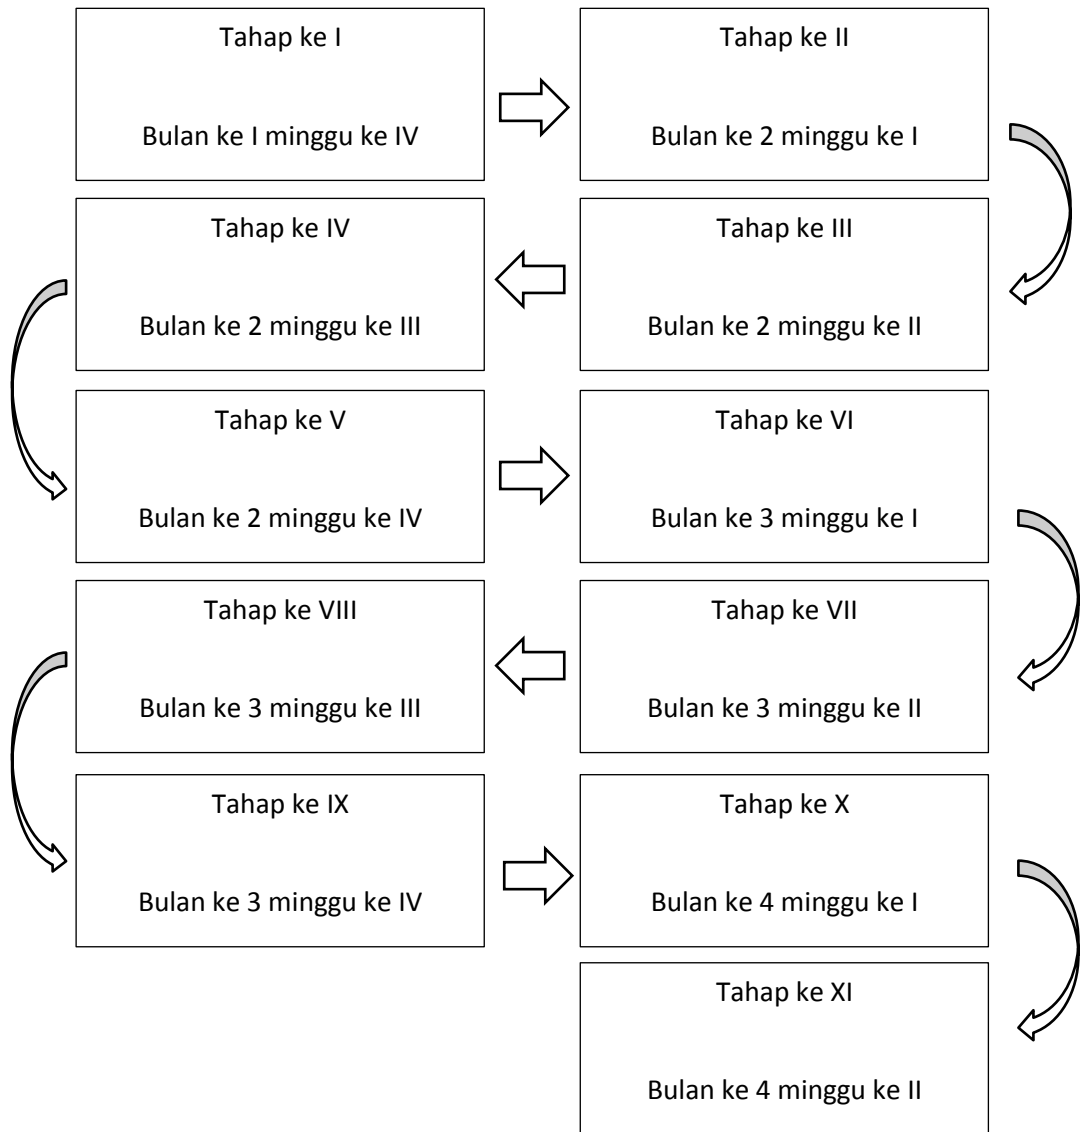 Tahap ke I
Bulan ke I minggu ke IV
Tahap ke II
Bulan ke 2 minggu ke I
Tahap ke III
Bulan ke 2 minggu ke II
Tahap ke IV
Bulan ke 2 minggu ke III
Tahap ke V
Bulan ke 2 minggu ke IV
Tahap ke VI
Bulan ke 3 minggu ke I
Tahap ke VII
Bulan ke 3 minggu ke II
Tahap ke VIII
Bulan ke 3 minggu ke III
Tahap ke IX
Bulan ke 3 minggu ke IV
Tahap ke X
Bulan ke 4 minggu ke I
Tahap ke XI
Bulan ke 4 minggu ke II